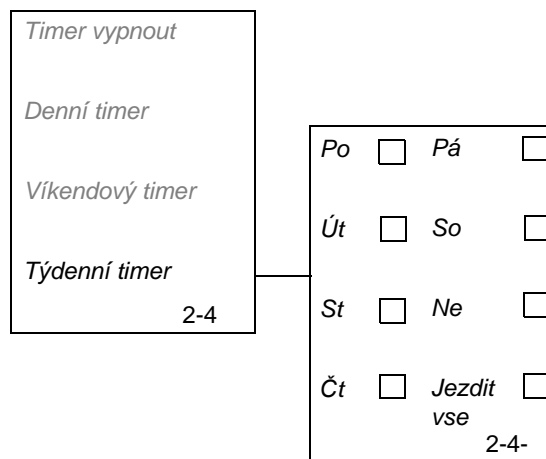 Timer vypnout
Denní timer
Víkendový timer
Týdenní timer
2-4
Po Pá
Út So
St Ne
Čt Jezdit
vse
2-4-